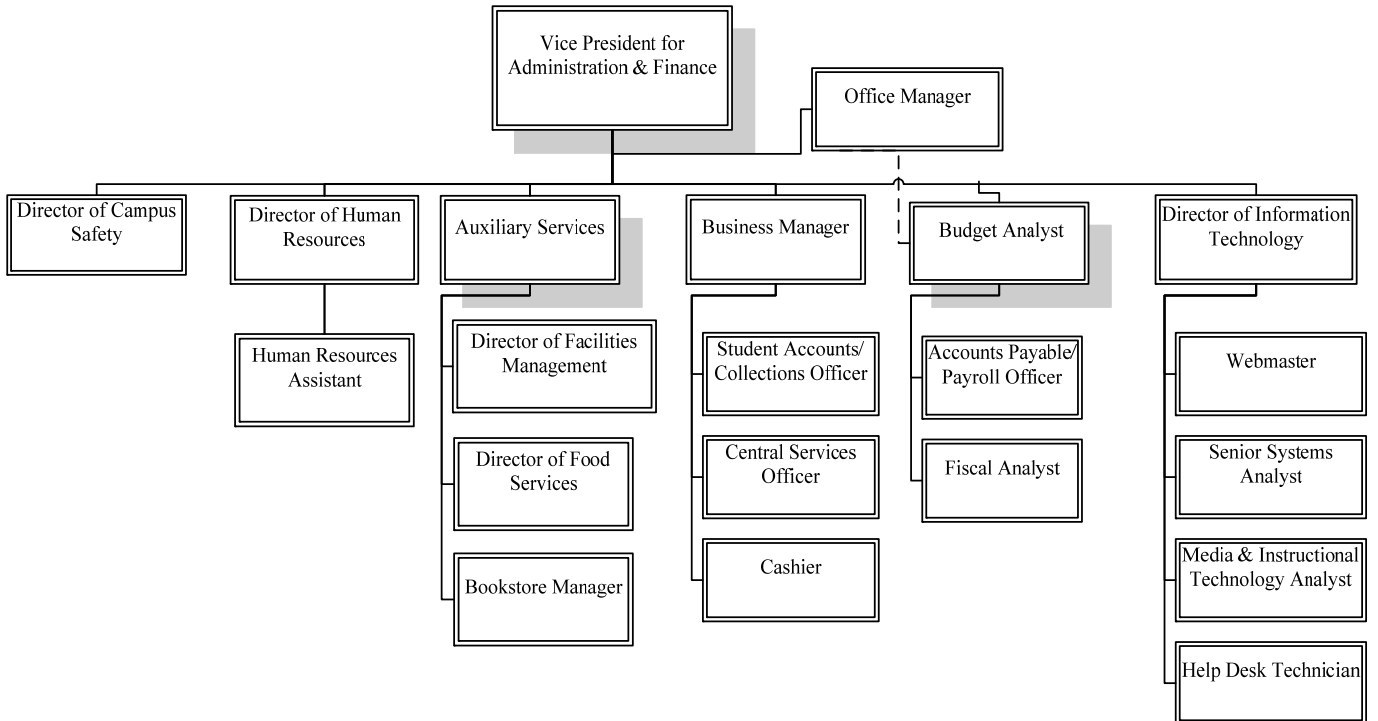 Vice President for
Administration & Finance
Office Manager
Director of Campus
Safety
Director of Human
Resources
Auxiliary Services
Business Manager
Budget Analyst
Director of Information
Technology
Human Resources
Assistant
Director of Facilities
Management
Director of Food
Services
Bookstore Manager
Student Accounts/
Collections Officer
Central Services
Officer
Cashier
Accounts Payable/
Payroll Officer
Fiscal Analyst
Webmaster
Senior Systems
Analyst
Media & Instructional
Technology Analyst
Help Desk Technician